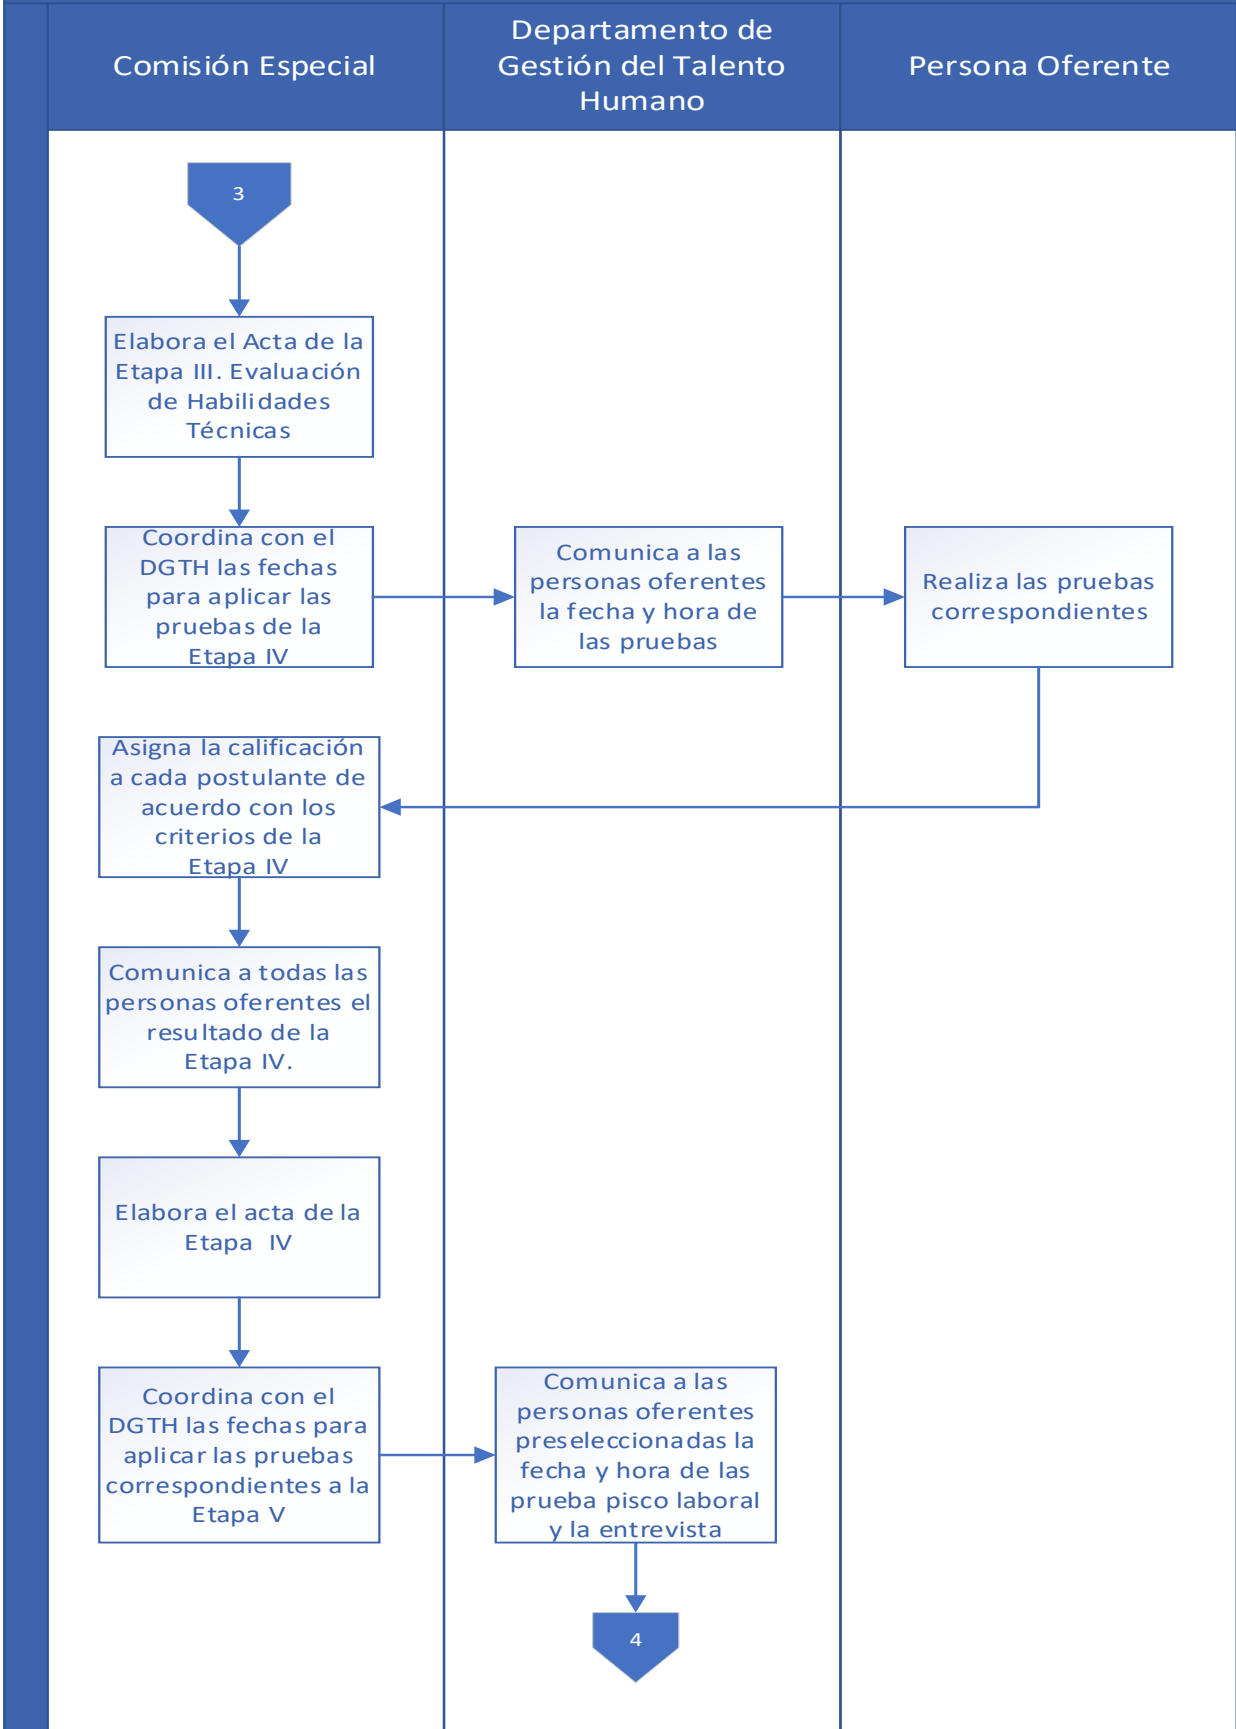 Comisión Especial
Departamento de
Gestión del Talento
Humano
Persona Oferente
3
Elabora el Acta de la
Etapa III. Evaluación
de Habilidades
Técnicas
Coordina con el
DGTH las fechas
para aplicar las
pruebas de la
Etapa IV
Comunica a las
personas oferentes
la fecha y hora de
las pruebas
Realiza las pruebas
correspondientes
Asigna la calificación
a cada postulante de
acuerdo con los
criterios de la
Etapa IV
Comunica a todas las
personas oferentes el
resultado de la
Etapa IV.
Elabora el acta de la
Etapa IV
Coordina con el
DGTH las fechas para
aplicar las pruebas
correspondientes a la
Etapa V
Comunica a las
personas oferentes
preseleccionadas la
fecha y hora de las
prueba pisco laboral
y la entrevista
4